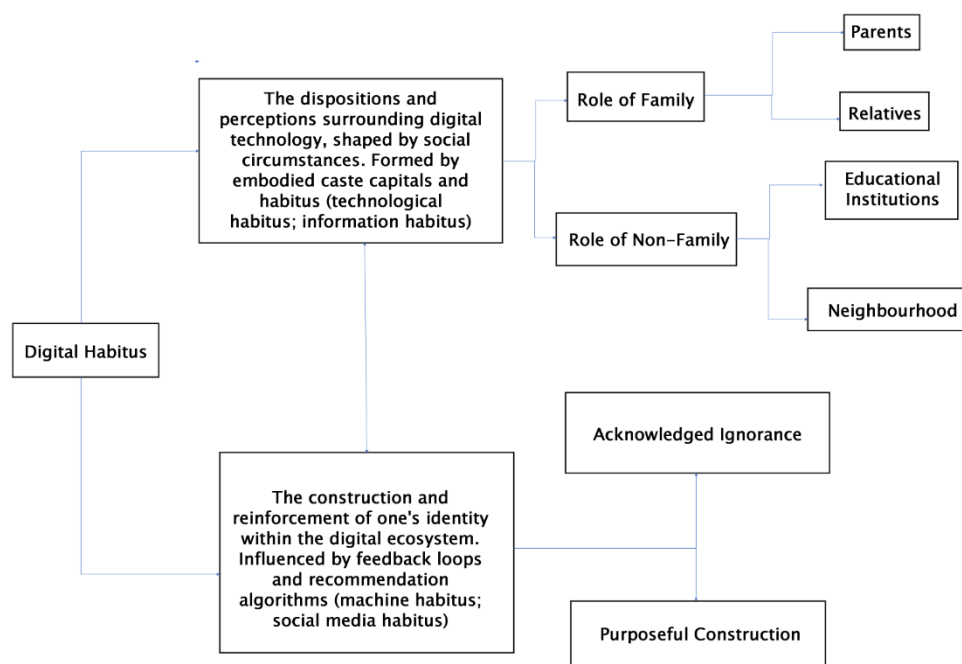 Parents
The dispositions and
perceptions surrounding digital
technology, shaped by social
circumstances. Formed by
embodied caste capitals and
habitus (technological
habitus; information habitus)
Role of Family
Relatives
Educational
Institutions
Role of Non-Family
Neighbourhood
Digital Habitus
Acknowledged Ignorance
The construction and
reinforcement of one's identity
within the digital ecosystem.
Influenced by feedback loops
and recommendation
algorithms (machine habitus;
social media habitus)
Purposeful Construction